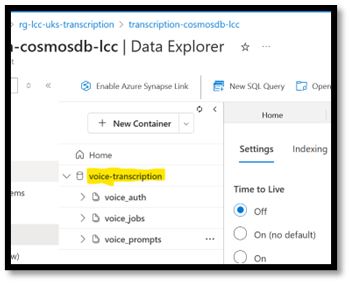 rg-lcc-uks-transcription > transcription-cosmosdb-lcc
n-cosmosdb-lcc | Data Explorer
Enable Azure Synapse Link
New SQL Query
Open
+ New Container
Home
Home
voice-transcription
Settings
Indexing
voice_auth
ems
Time to Live
voice_jobs
Off
voice_prompts
On (no default)
w)
On